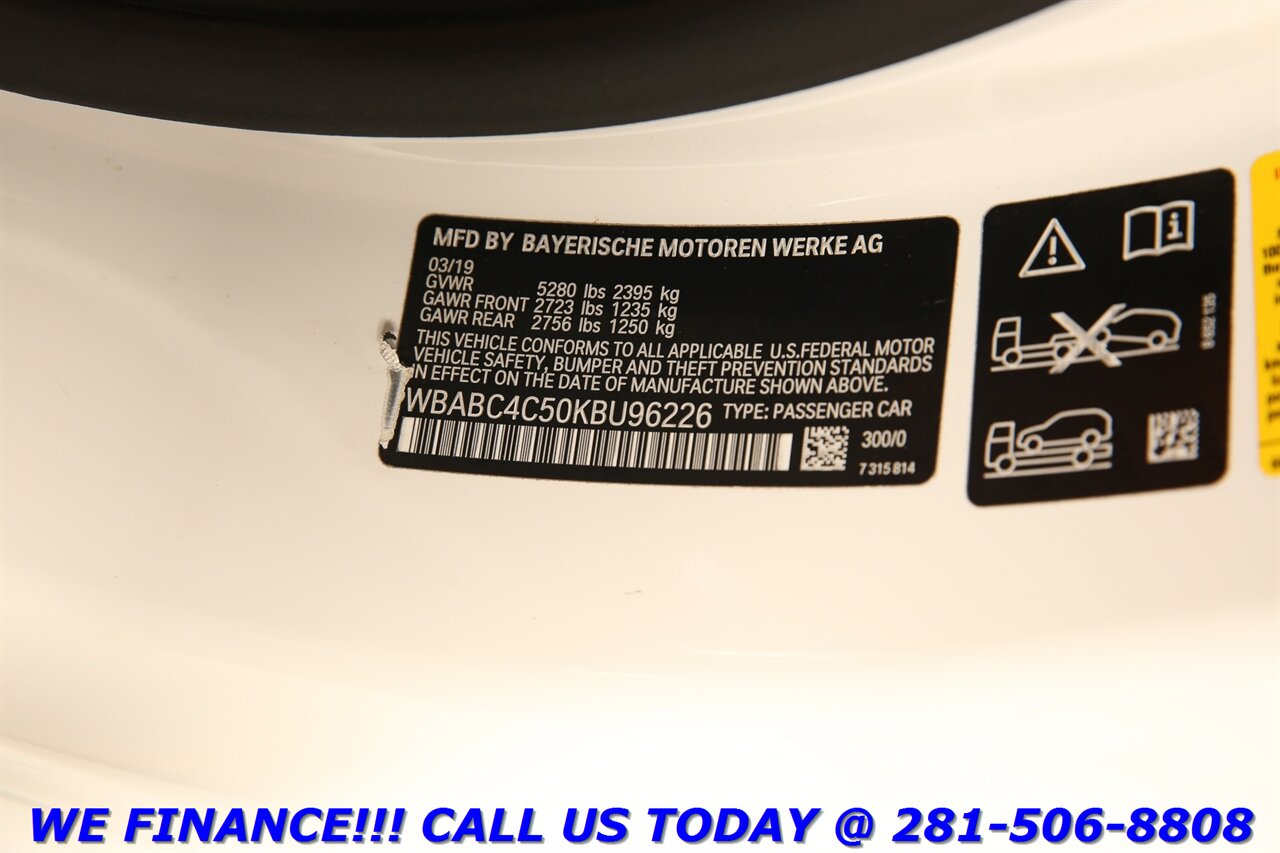 MFD BY BAYERISCHE MOTOREN WERKE AG
03/19
GVWR 5280 lbs 2395 kg
GAWR FRONT 2723 lbs 1235 kg
GAWR REAR 2756 lbs 1250 kg
THIS VEHICLE CONFORMS TO ALL APPLICABLE U.S.FEDERAL MOTOR
VEHICLE SAFETY, BUMPER AND THEFT PREVENTION STANDARDS
IN EFFECT ON THE DATE OF MANUFACTURE SHOWN ABOVE.
WBABC4C50KBU96226 TYPE: PASSENGER CAR
300/0
7 315 814
WE FINANCE!!! CALL US TODAY @ 281-506-8808